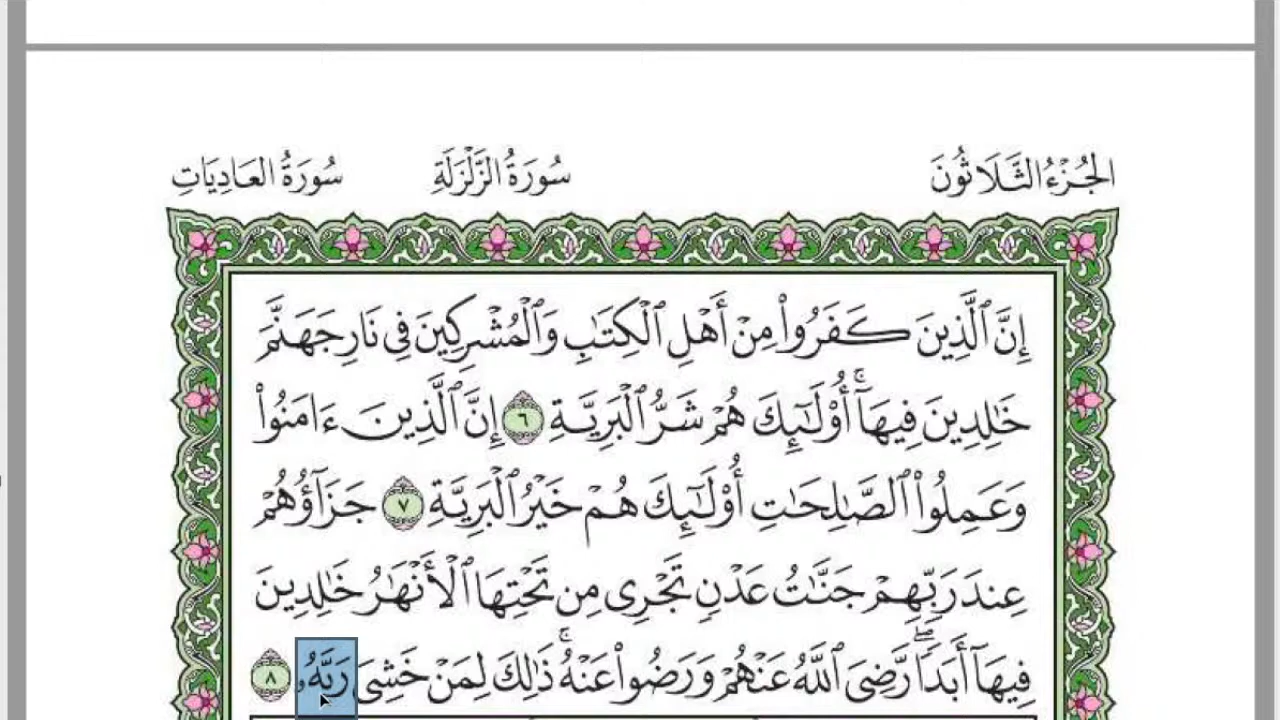 الجُزْءُ الثَّلَاثُونَ سُورَةُ الزَّلْزَلَةِ سُورَةُ العَادِيَاتِ
إِنَّ ٱلَّذِينَ كَفَرُوا۟ مِنْ أَهْلِ ٱلْكِتَـٰبِ وَٱلْمُشْرِكِينَ فِى نَارِ جَهَنَّمَ
خَـٰلِدِينَ فِيهَآ ۚ أُو۟لَـٰٓئِكَ هُمْ شَرُّ ٱلْبَرِيَّةِ ٦ إِنَّ ٱلَّذِينَ ءَامَنُوا۟
وَعَمِلُوا۟ ٱلصَّـٰلِحَـٰتِ أُو۟لَـٰٓئِكَ هُمْ خَيْرُ ٱلْبَرِيَّةِ ٧ جَزَآؤُهُمْ
عِندَ رَبِّهِمْ جَنَّـٰتُ عَدْنٍ تَجْرِى مِن تَحْتِهَا ٱلْأَنْهَـٰرُ خَـٰلِدِينَ
فِيهَآ أَبَدًا ۖ رَّضِىَ ٱللَّهُ عَنْهُمْ وَرَضُوا۟ عَنْهُ ۚ ذَٰلِكَ لِمَنْ خَشِىَ رَبَّهُۥ ٨